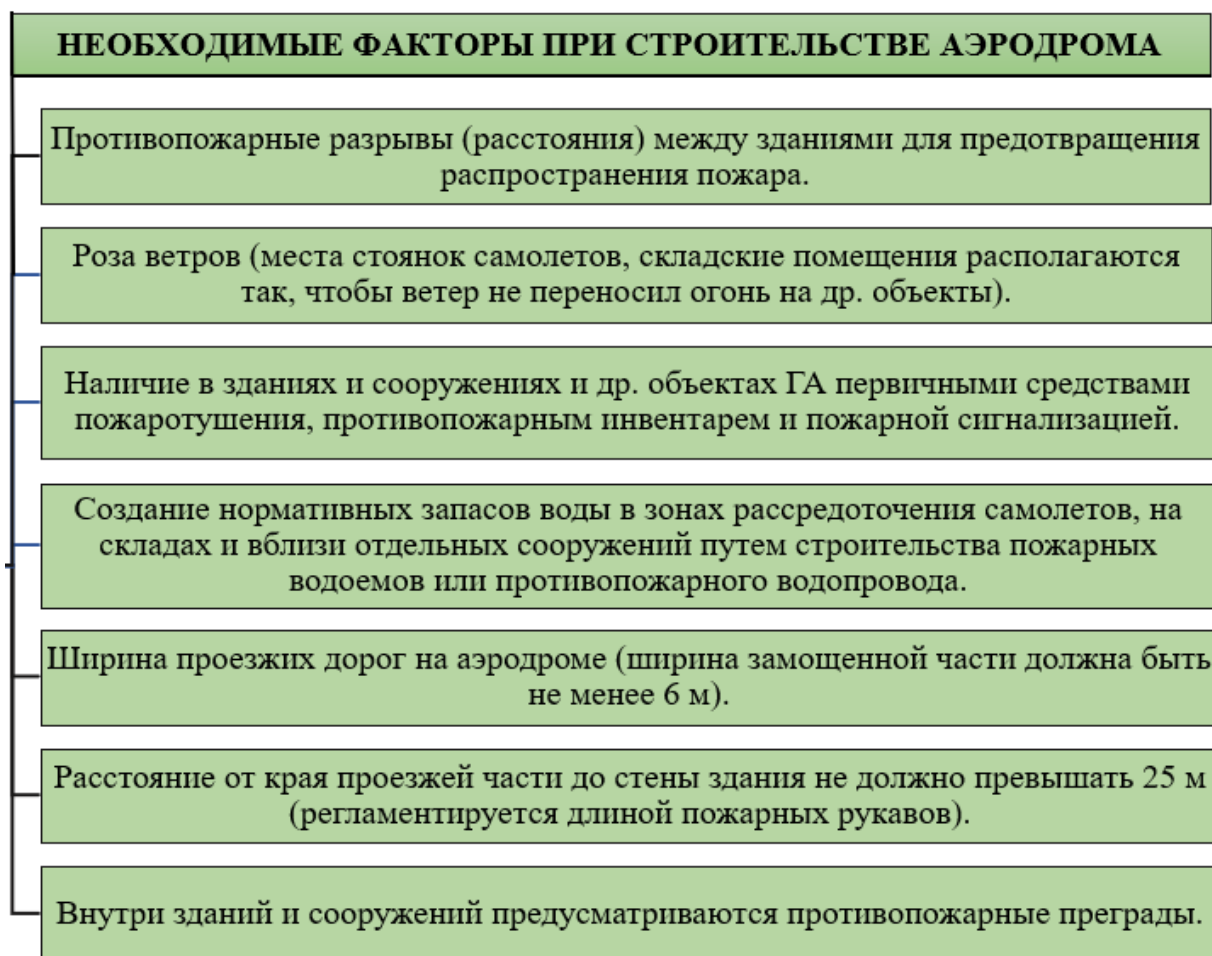 НЕОБХОДИМЫЕ ФАКТОРЫ ПРИ СТРОИТЕЛЬСТВЕ АЭРОДРОМА
Противопожарные разрывы (расстояния) между зданиями для предотвращения
распространения пожара.
Роза ветров (места стоянок самолетов, складские помещения располагаются
так, чтобы ветер не переносил огонь на др. объекты).
Наличие в зданиях и сооружениях и др. объектах ГА первичными средствами
пожаротушения, противопожарным инвентарем и пожарной сигнализацией.
Создание нормативных запасов воды в зонах рассредоточения самолетов, на
складах и вблизи отдельных сооружений путем строительства пожарных
водоемов или противопожарного водопровода.
Ширина проезжих дорог на аэродроме (ширина замощенной части должна быть
не менее 6 м).
Расстояние от края проезжей части до стены здания не должно превышать 25 м
(регламентируется длиной пожарных рукавов).
Внутри зданий и сооружений предусматриваются противопожарные преграды.